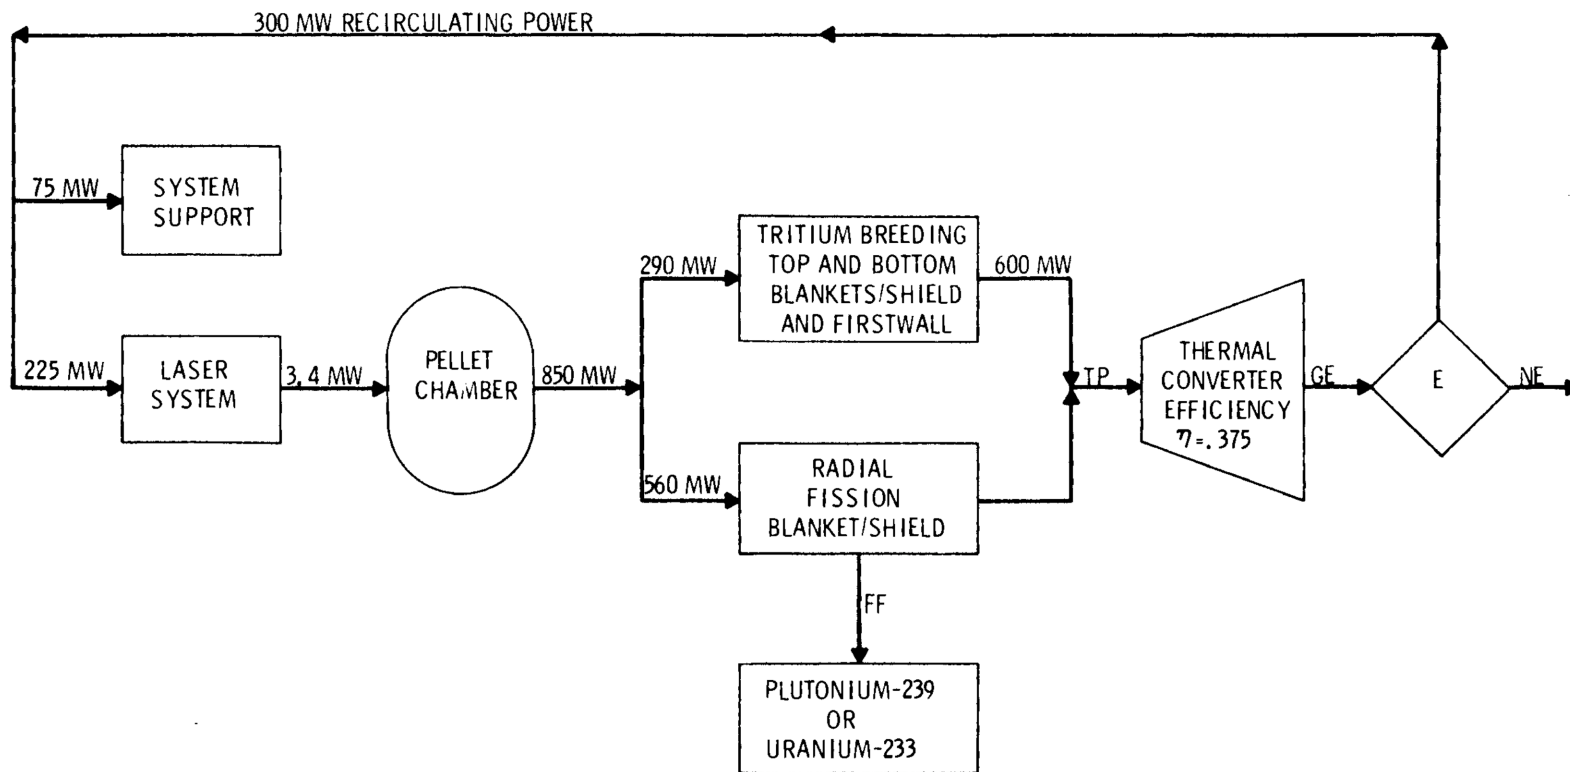 300 MW RECIRCULATING POWER
75 MW
SYSTEM
SUPPORT
225 MW
LASER
SYSTEM
3.4 MW
PELLET
CHAMBER
850 MW
290 MW
TRITIUM BREEDING
TOP AND BOTTOM
BLANKETS/SHIELD
AND FIRSTWALL
600 MW
560 MW
RADIAL
FISSION
BLANKET/SHIELD
FF
PLUTONIUM-239
OR
URANIUM-233
TP
THERMAL
CONVERTER
EFFICIENCY
η=.375
GE
E
NE